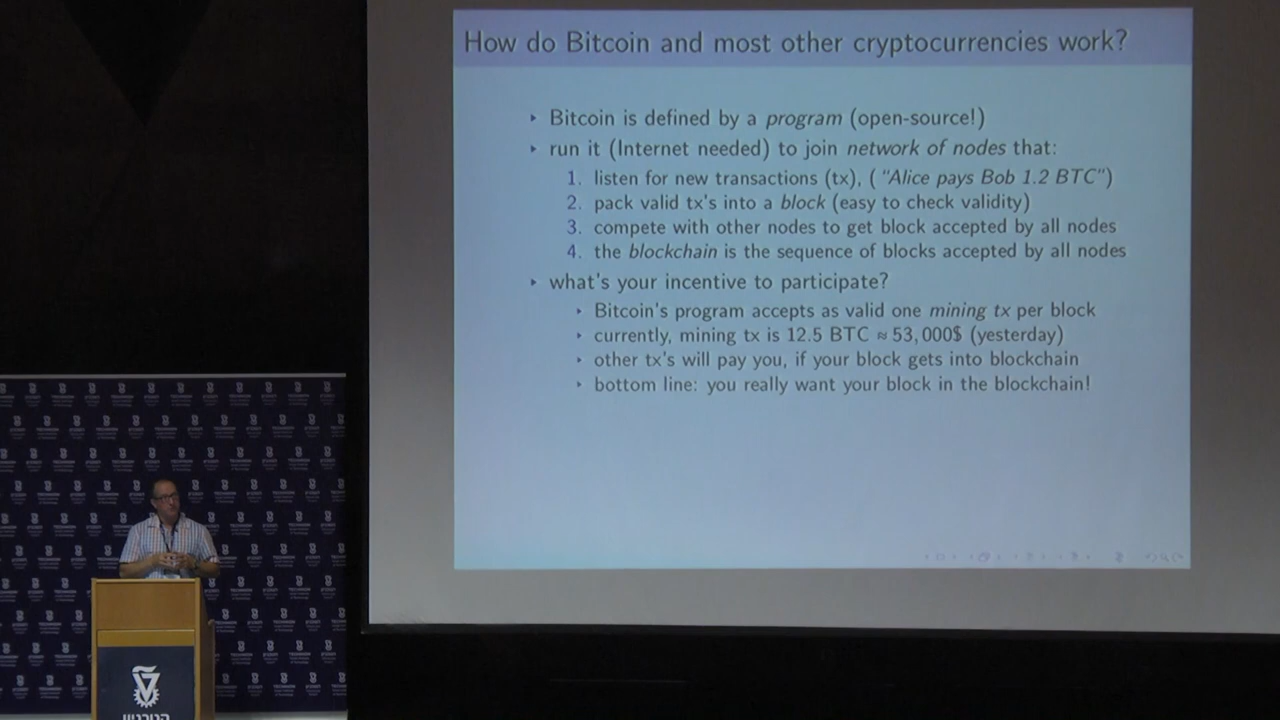 How do Bitcoin and most other cryptocurrencies work?
‣ Bitcoin is defined by a program (open-source!)
‣ run it (Internet needed) to join network of nodes that:
1. listen for new transactions (tx), ( "Alice pays Bob 1.2 BTC")
2. pack valid tx's into a block (easy to check validity)
3. compete with other nodes to get block accepted by all nodes
4. the blockchain is the sequence of blocks accepted by all nodes
‣ what's your incentive to participate?
‣ Bitcoin's program accepts as valid one mining tx per block
‣ currently, mining tx is 12.5 BTC ≈ 53,000$ (yesterday)
‣ other tx's will pay you, if your block gets into blockchain
‣ bottom line: you really want your block in the blockchain!
TECHNION
הטכניון